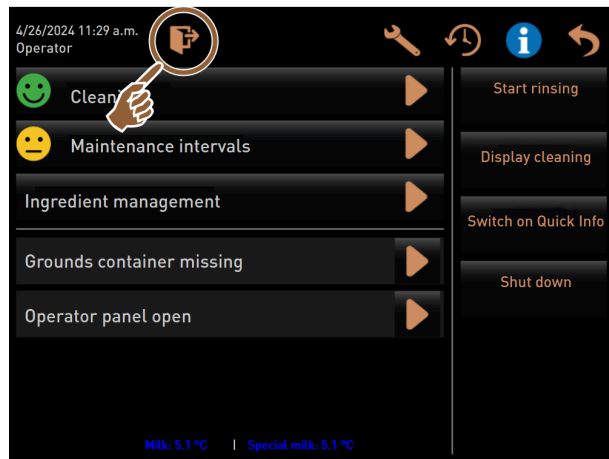 4/26/2024 11:29 a.m.
Operator
Start rinsing
Maintenance intervals
Display cleaning
Ingredient management
Switch on Quick Info
Grounds container missing
Shut down
Operator panel open
Milk: 5.1 °C | Special milk: 5.1 °C